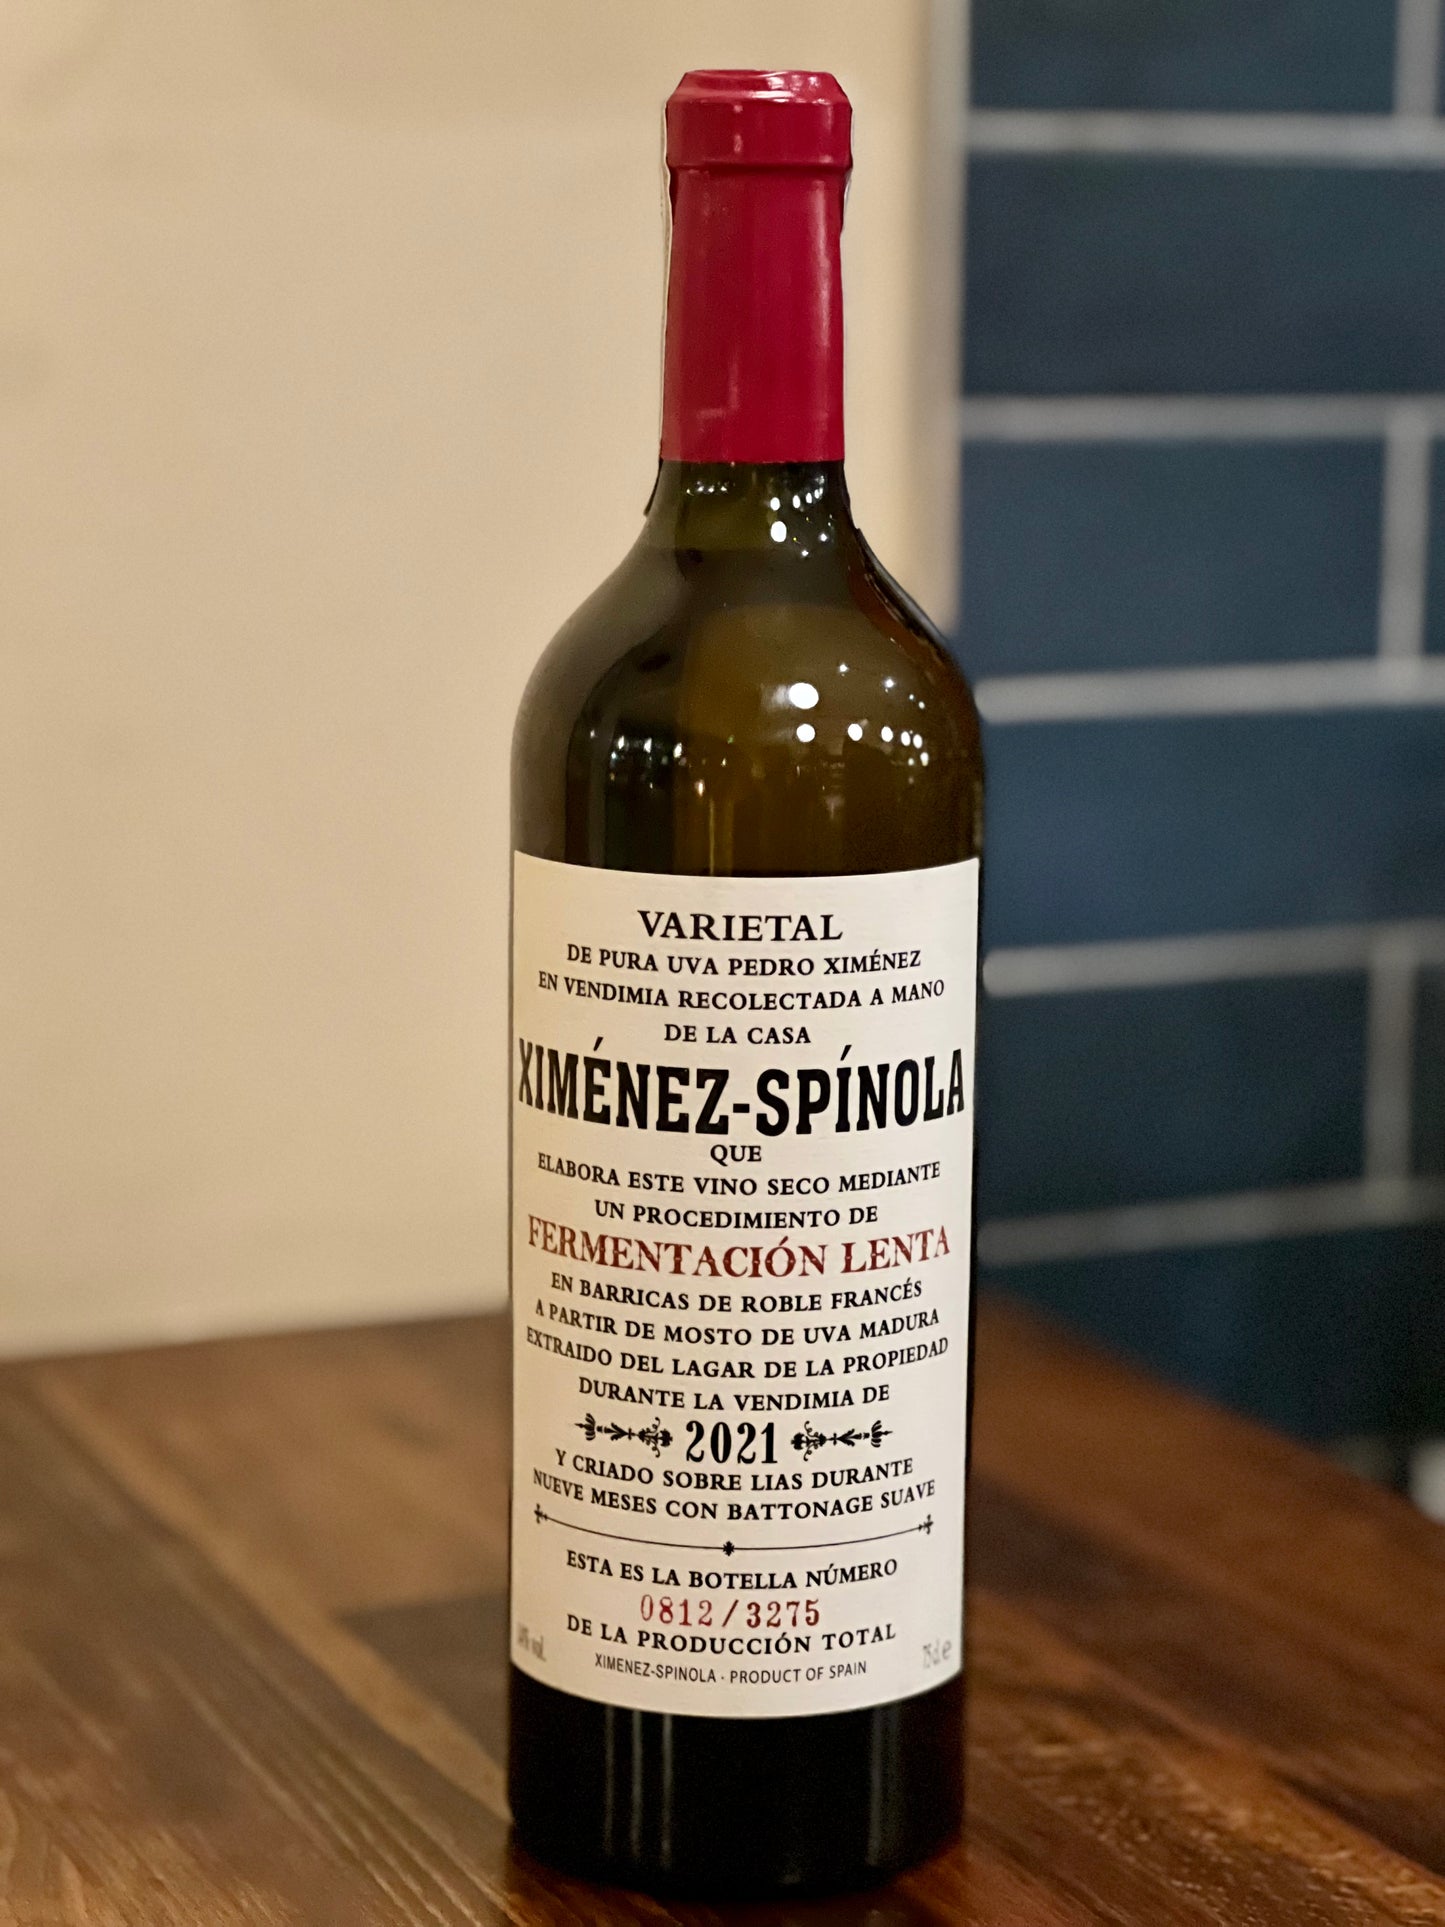 VARIETAL
DE PURA UVA PEDRO XIMÉNEZ
EN VENDIMIA RECOLECTADA A MANO
DE LA CASA
XIMÉNEZ-SPÍNOLA
QUE
ELABORA ESTE VINO SECO MEDIANTE
UN PROCEDIMIENTO DE
FERMENTACIÓN LENTA
EN BARRICAS DE ROBLE FRANCÉS
A PARTIR DE MOSTO DE UVA MADURA
EXTRAIDO DEL LAGAR DE LA PROPIEDAD
DURANTE LA VENDIMIA DE
2021
Y CRIADO SOBRE LIAS DURANTE
NUEVE MESES CON BATTONAGE SUAVE
ESTA ES LA BOTELLA NÚMERO
0812/3275
DE LA PRODUCCIÓN TOTAL
XIMENEZ-SPINOLA · PRODUCT OF SPAIN